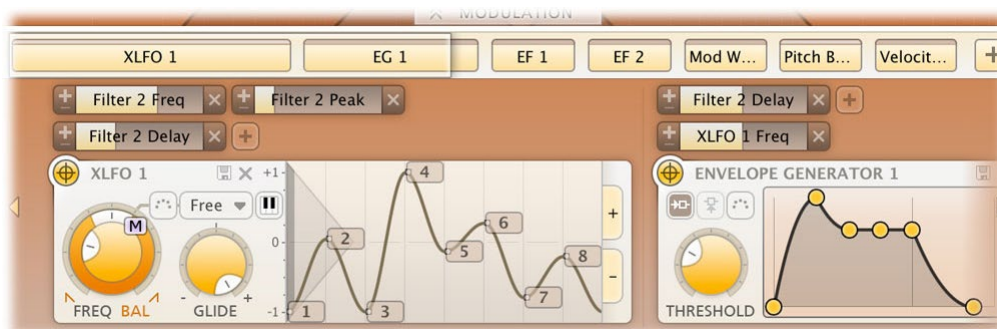 MODULATION
XLFO 1 EG 1 EF 1 EF 2 Mod W... Pitch B... Velocit... +
+ - Filter 2 Freq × + - Filter 2 Peak × + - Filter 2 Delay × +
+ - Filter 2 Delay × + + - XLFO 1 Freq ×
XLFO 1 × +1 ENVELOPE GENERATOR 1
Free
M
4
6
2 0 5 8
+
-
7
1 3 -1
FREQ BAL - GLIDE + THRESHOLD